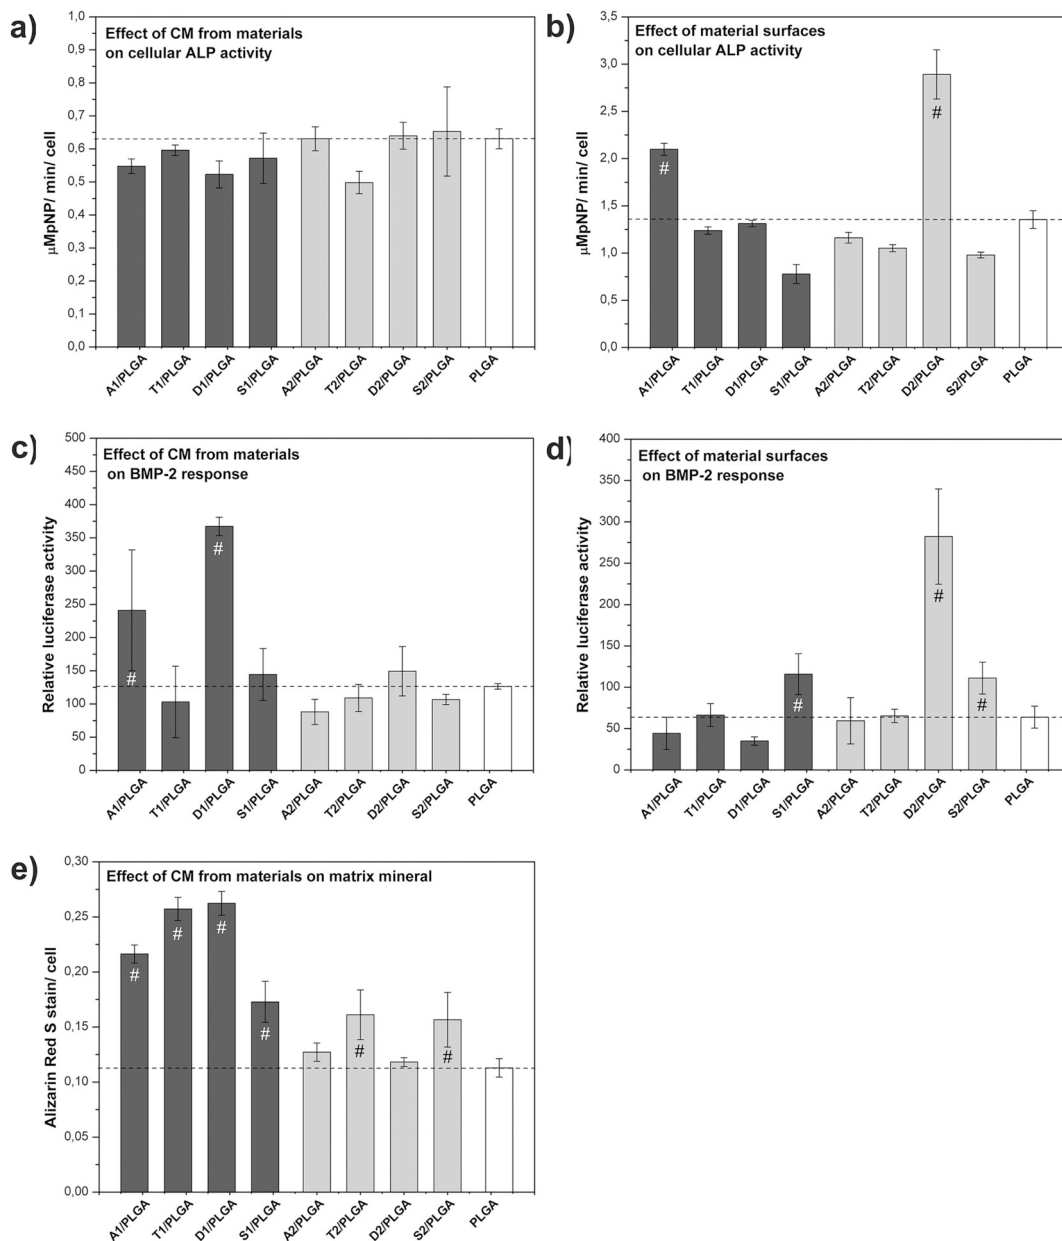 a)
Effect of CM from materials
on cellular ALP activity
µMpNP/ min/ cell
1,0
0,9
0,8
0,7
0,6
0,5
0,4
0,3
0,2
0,1
0,0
A1/PLGA
T1/PLGA
D1/PLGA
S1/PLGA
A2/PLGA
T2/PLGA
D2/PLGA
S2/PLGA
PLGA
b)
Effect of material surfaces
on cellular ALP activity
µMpNP/ min/ cell
3,5
3,0
2,5
2,0
1,5
1,0
0,5
0,0
#
#
A1/PLGA
T1/PLGA
D1/PLGA
S1/PLGA
A2/PLGA
T2/PLGA
D2/PLGA
S2/PLGA
PLGA
c)
Effect of CM from materials
on BMP-2 response
Relative luciferase activity
500
450
400
350
300
250
200
150
100
50
0
#
#
A1/PLGA
T1/PLGA
D1/PLGA
S1/PLGA
A2/PLGA
T2/PLGA
D2/PLGA
S2/PLGA
PLGA
d)
Effect of material surfaces
on BMP-2 response
Relative luciferase activity
400
350
300
250
200
150
100
50
0
#
#
#
A1/PLGA
T1/PLGA
D1/PLGA
S1/PLGA
A2/PLGA
T2/PLGA
D2/PLGA
S2/PLGA
PLGA
e)
Effect of CM from materials on matrix mineral
Alizarin Red S stain/ cell
0,30
0,25
0,20
0,15
0,10
0,05
0,00
#
#
#
#
#
#
A1/PLGA
T1/PLGA
D1/PLGA
S1/PLGA
A2/PLGA
T2/PLGA
D2/PLGA
S2/PLGA
PLGA